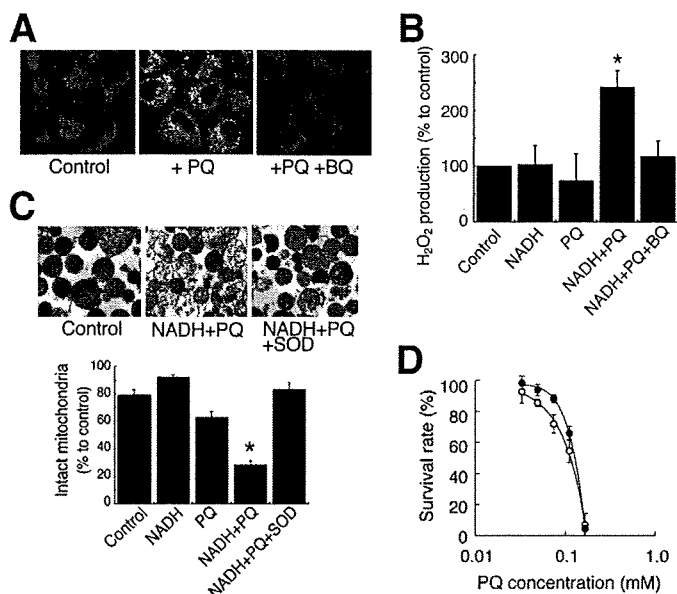 A
Control
+ PQ
+PQ +BQ
B
H₂O₂ production (% to control)
300
200
100
0
*
Control
NADH
PQ
NADH+PQ
NADH+PQ+BQ
C
Control
NADH+PQ
NADH+PQ
+SOD
Intact mitochondria
(% to control)
100
80
60
40
20
0
*
Control
NADH
PQ
NADH+PQ
NADH+PQ+SOD
D
Survival rate (%)
100
80
60
40
20
0
0.01
0.1
1.0
PQ concentration (mM)